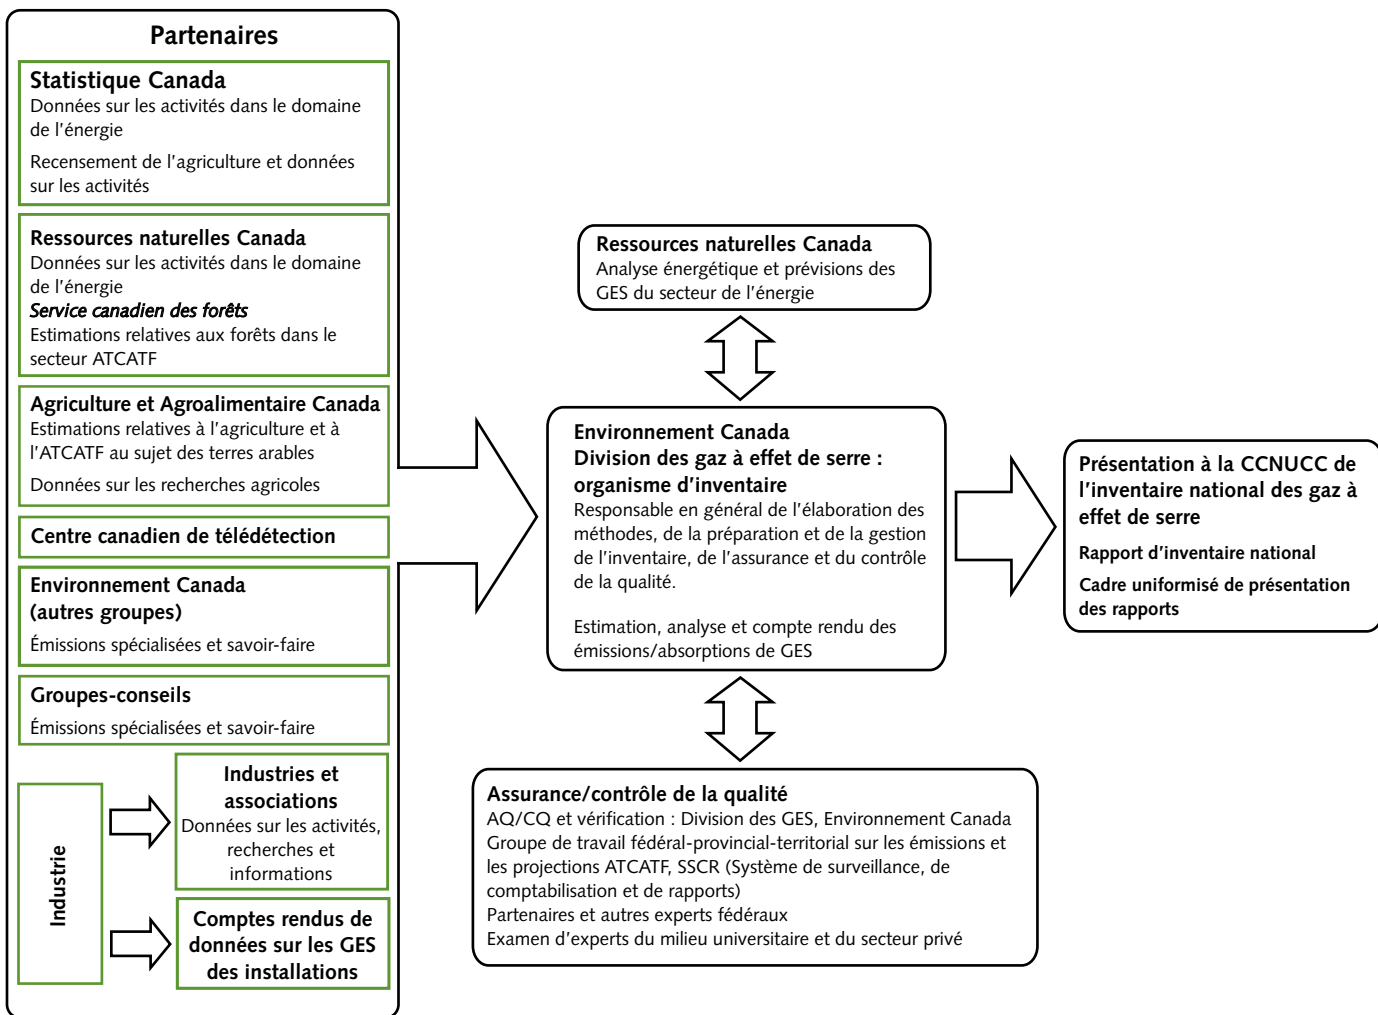 Partenaires
Statistique Canada
Données sur les activités dans le domaine
de l'énergie
Recensement de l'agriculture et données
sur les activités
Ressources naturelles Canada
Données sur les activités dans le domaine
de l'énergie
Service canadien des forêts
Estimations relatives aux forêts dans le
secteur ATCATF
Agriculture et Agroalimentaire Canada
Estimations relatives à l'agriculture et à
l'ATCATF au sujet des terres arables
Données sur les recherches agricoles
Centre canadien de télédétection
Environnement Canada
(autres groupes)
Émissions spécialisées et savoir-faire
Groupes-conseils
Émissions spécialisées et savoir-faire
Industrie
Industries et
associations
Données sur les activités,
recherches et
informations
Comptes rendus de
données sur les GES
des installations
Ressources naturelles Canada
Analyse énergétique et prévisions des
GES du secteur de l'énergie
Environnement Canada
Division des gaz à effet de serre :
organisme d'inventaire
Responsable en général de l'élaboration des
méthodes, de la préparation et de la gestion
de l'inventaire, de l'assurance et du contrôle
de la qualité.
Estimation, analyse et compte rendu des
émissions/absorptions de GES
Assurance/contrôle de la qualité
AQ/CQ et vérification : Division des GES, Environnement Canada
Groupe de travail fédéral-provincial-territorial sur les émissions et
les projections ATCATF, SSCR (Système de surveillance, de
comptabilisation et de rapports)
Partenaires et autres experts fédéraux
Examen d'experts du milieu universitaire et du secteur privé
Présentation à la CCNUCC de
l'inventaire national des gaz à
effet de serre
Rapport d'inventaire national
Cadre uniformisé de présentation
des rapports